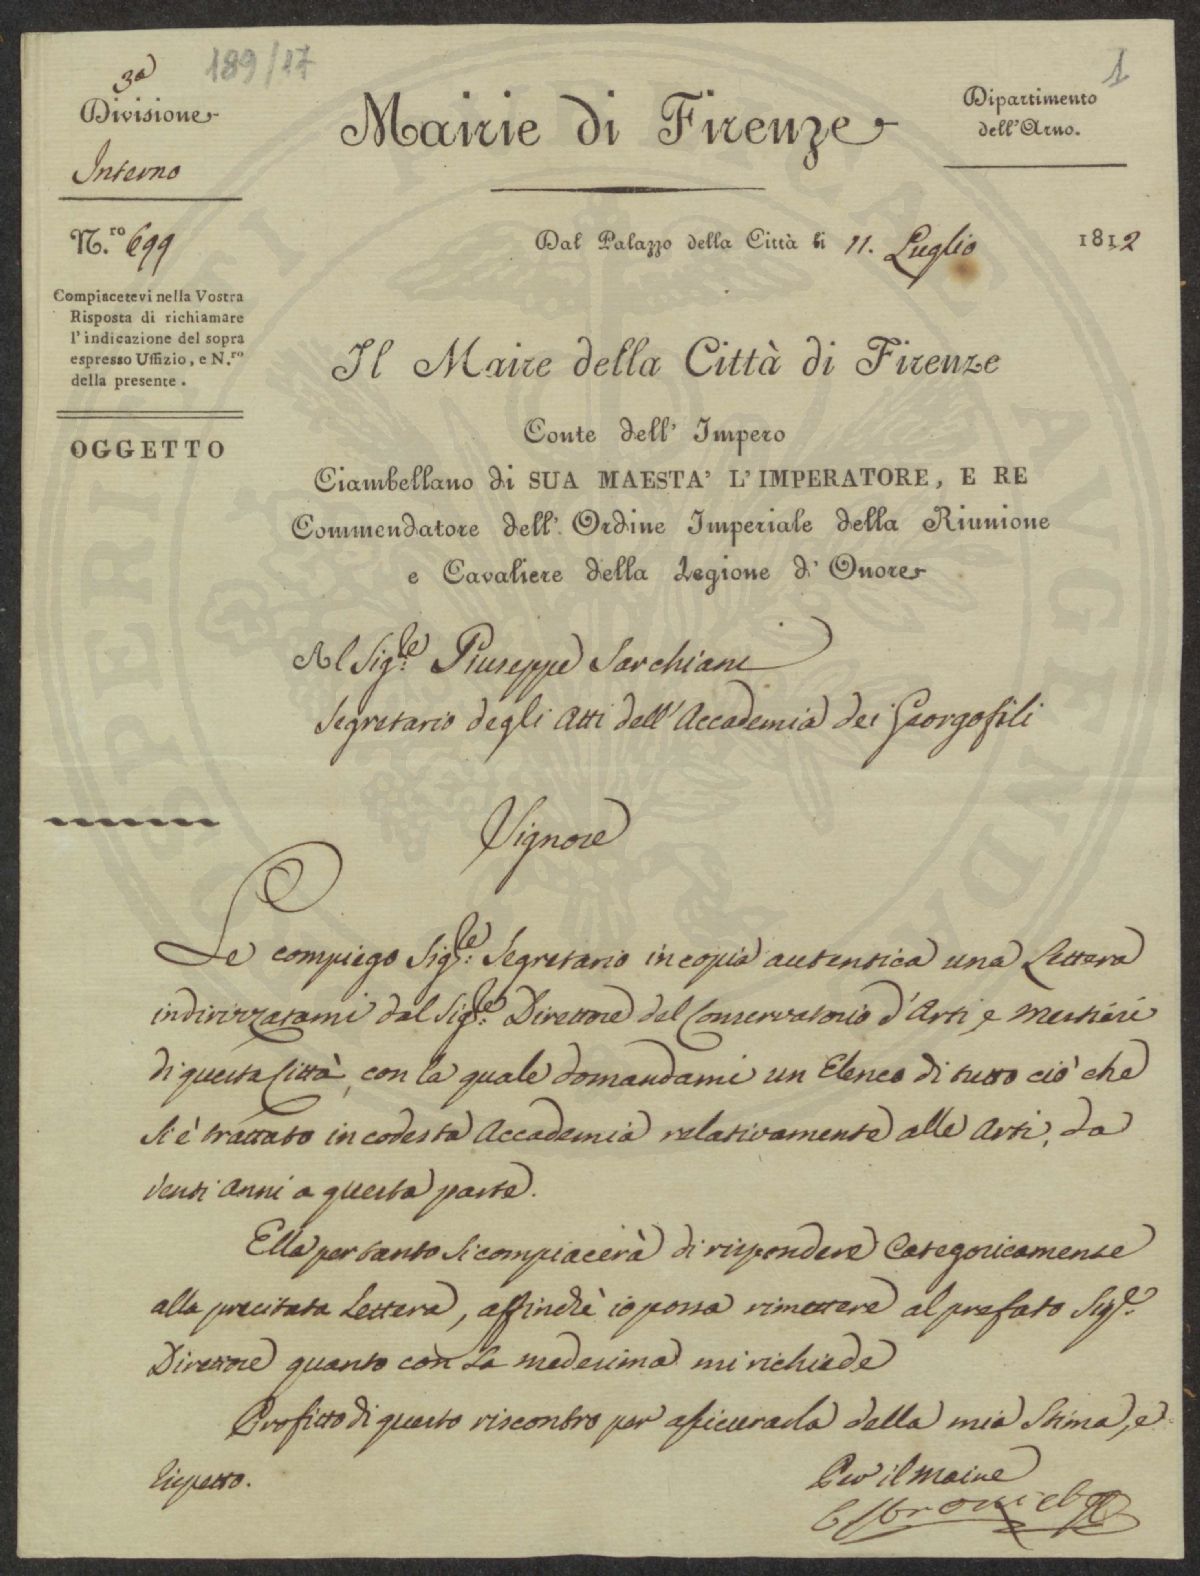 189/17
1
3a
Divisione
Interno
N.ro 699
Compiacetevi nella Vostra
Risposta di richiamare
l'indicazione del sopra
espresso Uffizio, e N.ro
della presente.
OGGETTO
Mairie di Firenze
Dipartimento
dell'Arno.
Dal Palazzo della Città li 11. Luglio 1812
Il Maire della Città di Firenze
Conte dell' Impero
Ciambellano di SUA MAESTA' L'IMPERATORE, E RE
Commendatore dell' Ordine Imperiale della Riunione
e Cavaliere della Legione d'Onore
Al Sig.re Giuseppe Sarchiani
Segretario degli Atti dell'Accademia dei Georgofili
Signore
Le compiego Sig.re Segretario in copia autentica una Lettera
indirizzatami dal Sig.re Direttore del Conservatorio d'Arti, e Mestieri
di questa Città, con la quale domandami un Elenco di tutto ciò che
si è trattato in codesta Accademia relativamente alle Arti, da
venti anni a questa parte.
Ella pertanto si compiacerà di rispondere Categoricamente
alla precitata Lettera, affinchè io possa rimettere al prefato Sig.re
Direttore quanto con la medesima mi richiede
Profitto di questo riscontro per assicurarla della mia Stima, e
rispetto.
Per il Maire